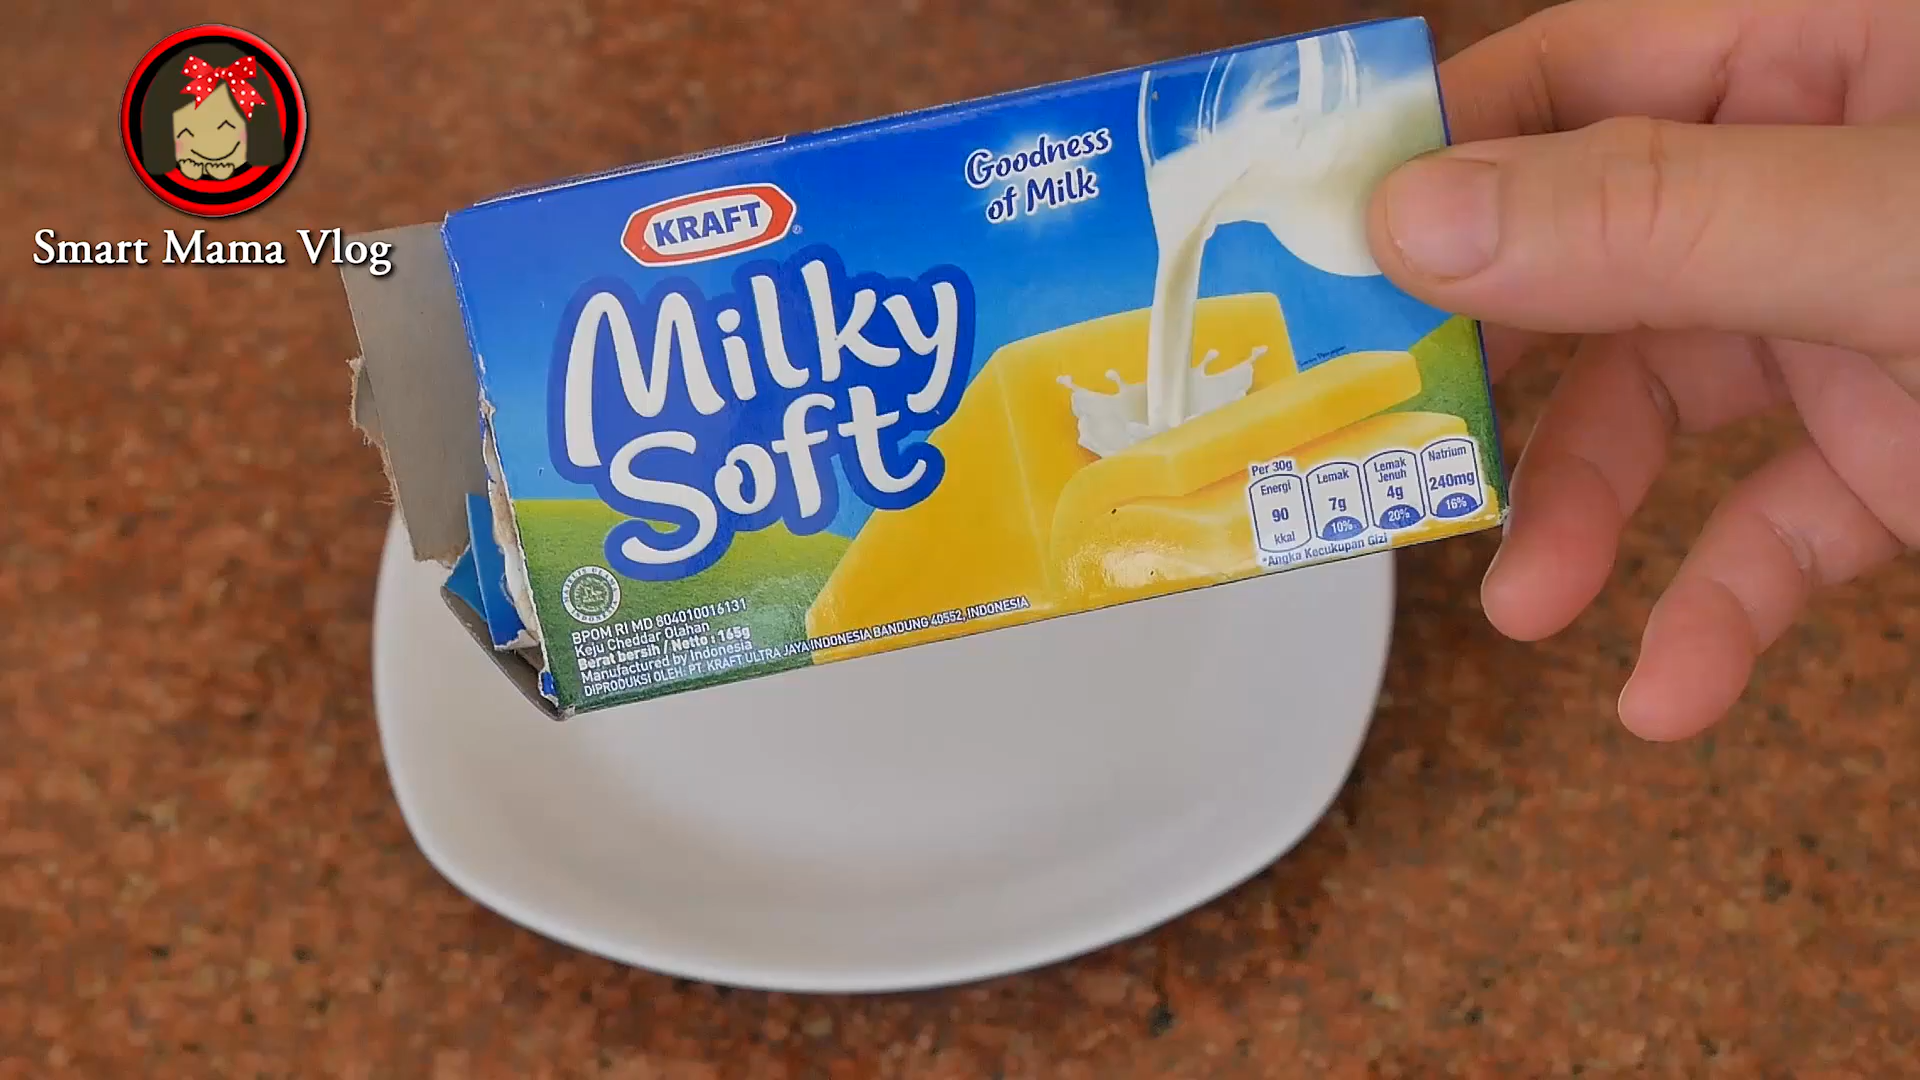 Smart Mama Vlog
KRAFT
Goodness
of Milk
Milky
Soft
Per 30g
Energi
90
kkal
Lemak
7g
10%
Lemak
Jenuh
4g
20%
Natrium
240mg
16%
*Angka Kecukupan Gizi
BPOM RI MD 804010016131
Keju Cheddar Olahan
Berat bersih / Netto : 165g
Manufactured by Indonesia
DIPRODUKSI OLEH: PT. KRAFT ULTRA JAYA INDONESIA BANDUNG 40552, INDONESIA